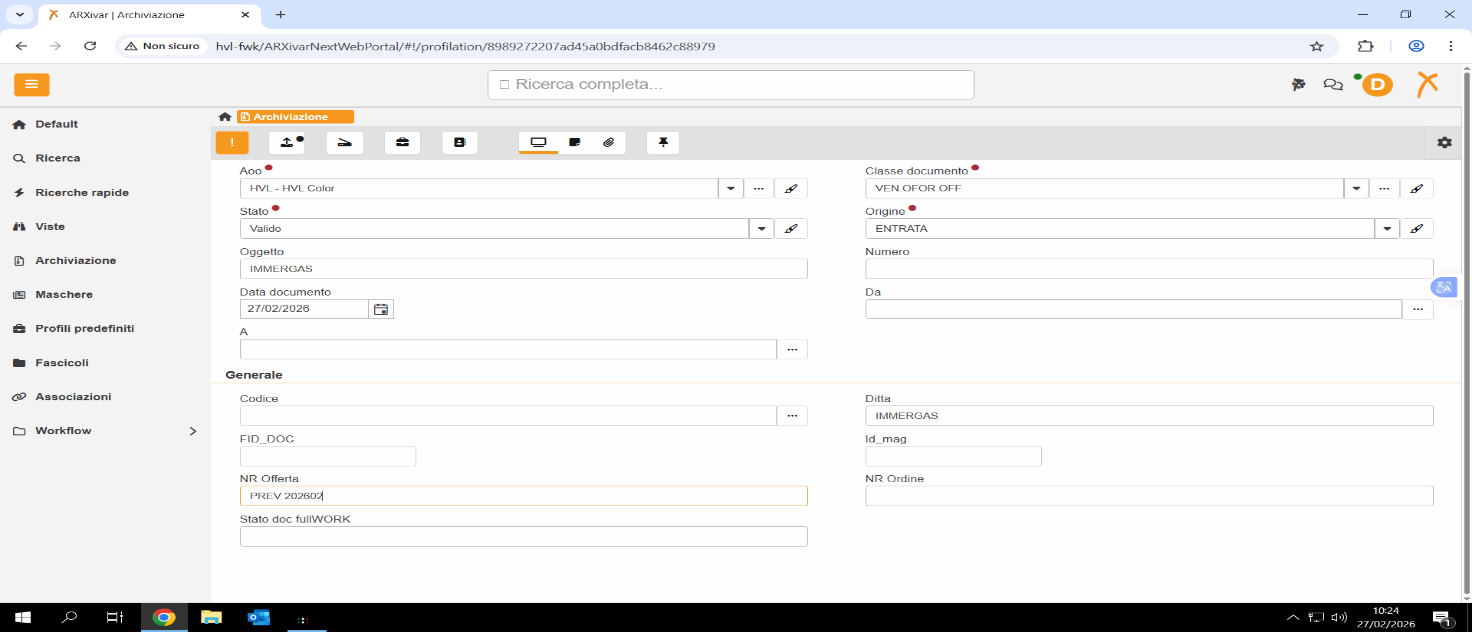 ARXivar | Archiviazione
Non sicuro
hvl-fwk/ARXivarNextWebPortal/#!/profilation/8989272207ad45a0bdfacb8462c88979
Ricerca completa...
D
Default
Ricerca
Ricerche rapide
Viste
Archiviazione
Maschere
Profili predefiniti
Fascicoli
Associazioni
Workflow
Archiviazione
Aoo
HVL - HVL Color
Classe documento
VEN OFOR OFF
Stato
Valido
Origine
ENTRATA
Oggetto
IMMERGAS
Numero
Data documento
27/02/2026
Da
A
Generale
Codice
Ditta
IMMERGAS
FID_DOC
Id_mag
NR Offerta
PREV 202602
NR Ordine
Stato doc fullWORK
10:24
27/02/2026
1